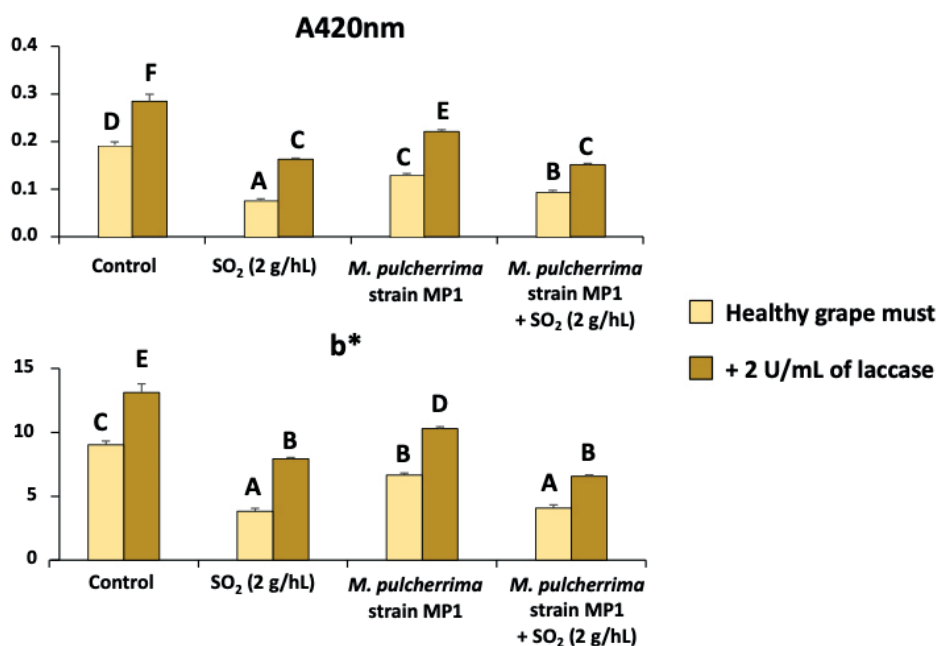 A420nm
0.4
0.3
0.2
0.1
0.0
D
F
A
C
C
E
B
C
Control
SO₂ (2 g/hL)
M. pulcherrima
strain MP1
M. pulcherrima
strain MP1
+ SO₂ (2 g/hL)
Healthy grape must
+ 2 U/mL of laccase
b*
15
10
5
0
C
E
A
B
B
D
A
B
Control
SO₂ (2 g/hL)
M. pulcherrima
strain MP1
M. pulcherrima
strain MP1
+ SO₂ (2 g/hL)